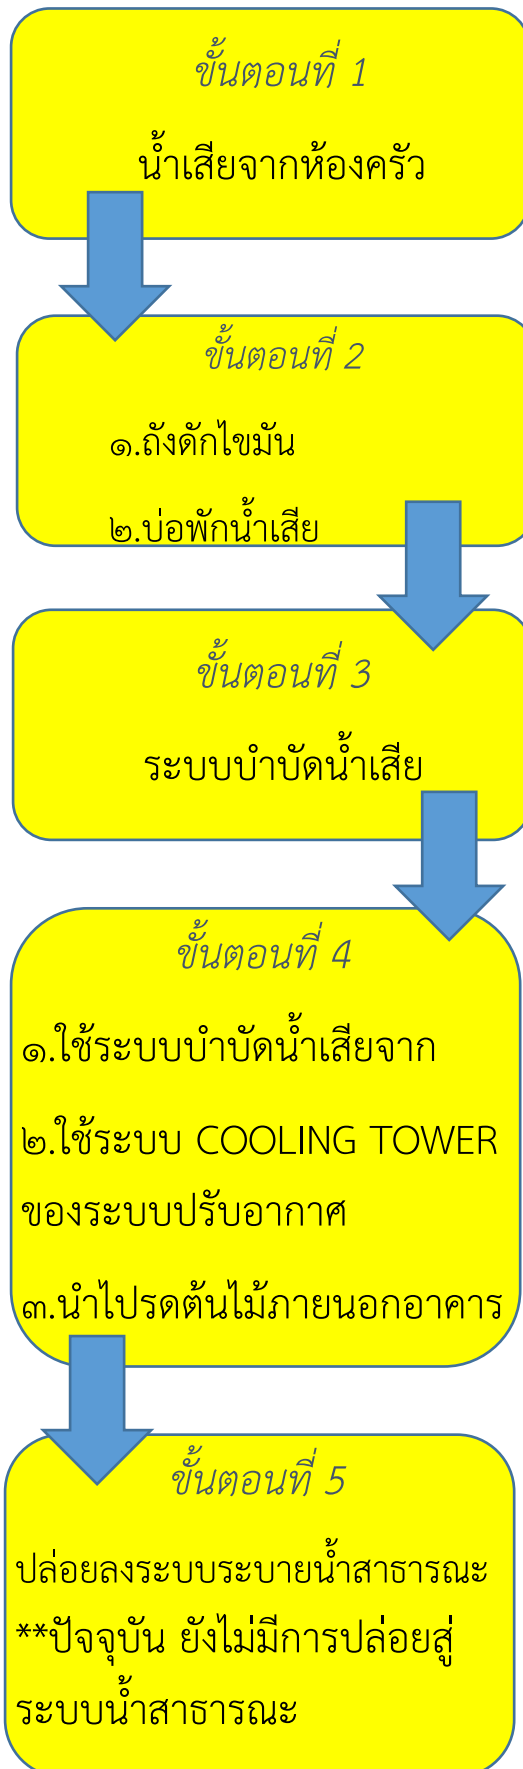 ขั้นตอนที่ 1
น้ำเสียจากห้องครัว
ขั้นตอนที่ 2
๑.ถังดักไขมัน
๒.บ่อพักน้ำเสีย
ขั้นตอนที่ 3
ระบบบำบัดน้ำเสีย
ขั้นตอนที่ 4
๑.ใช้ระบบบำบัดน้ำเสียจาก
๒.ใช้ระบบ COOLING TOWER
ของระบบปรับอากาศ
๓.นำไปรดต้นไม้ภายนอกอาคาร
ขั้นตอนที่ 5
ปล่อยลงระบบระบายน้ำสาธารณะ
**ปัจจุบัน ยังไม่มีการปล่อยสู่
ระบบน้ำสาธารณะ